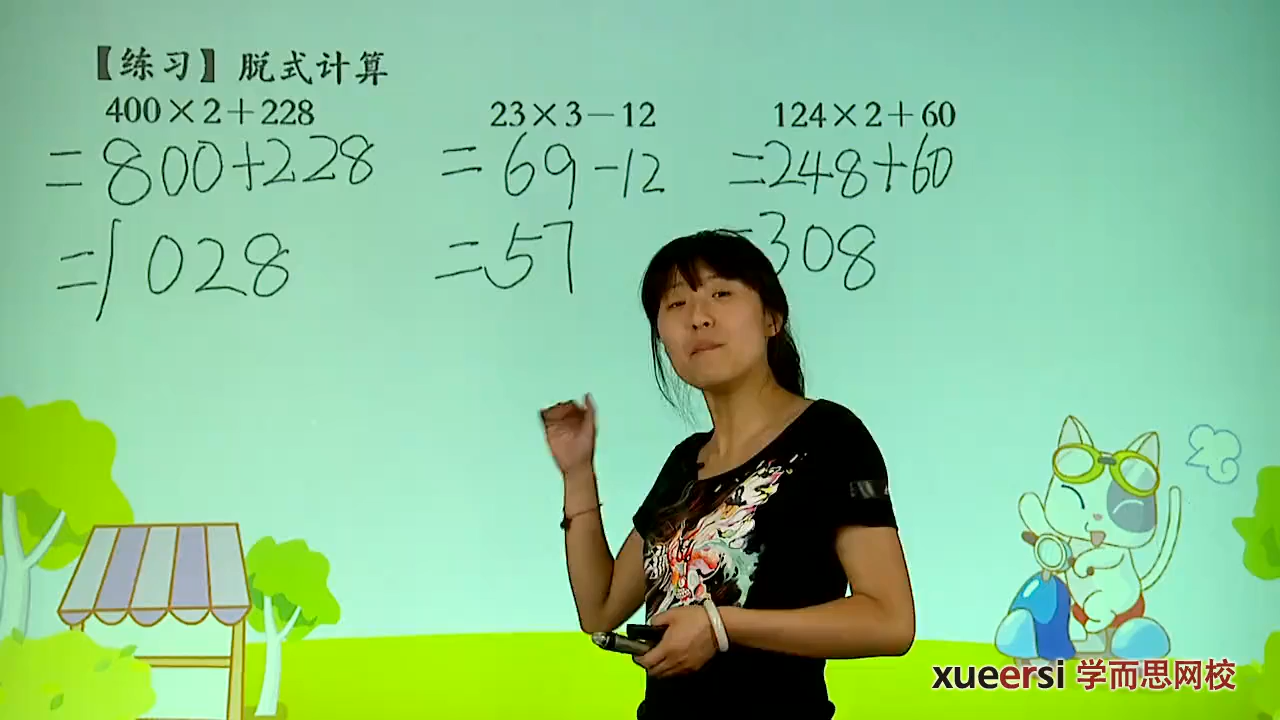 【练习】脱式计算
400×2+228 23×3-12 124×2+60
=800+228 =69-12 =248+60
=1028 =57 =308
xueersi 学而思网校